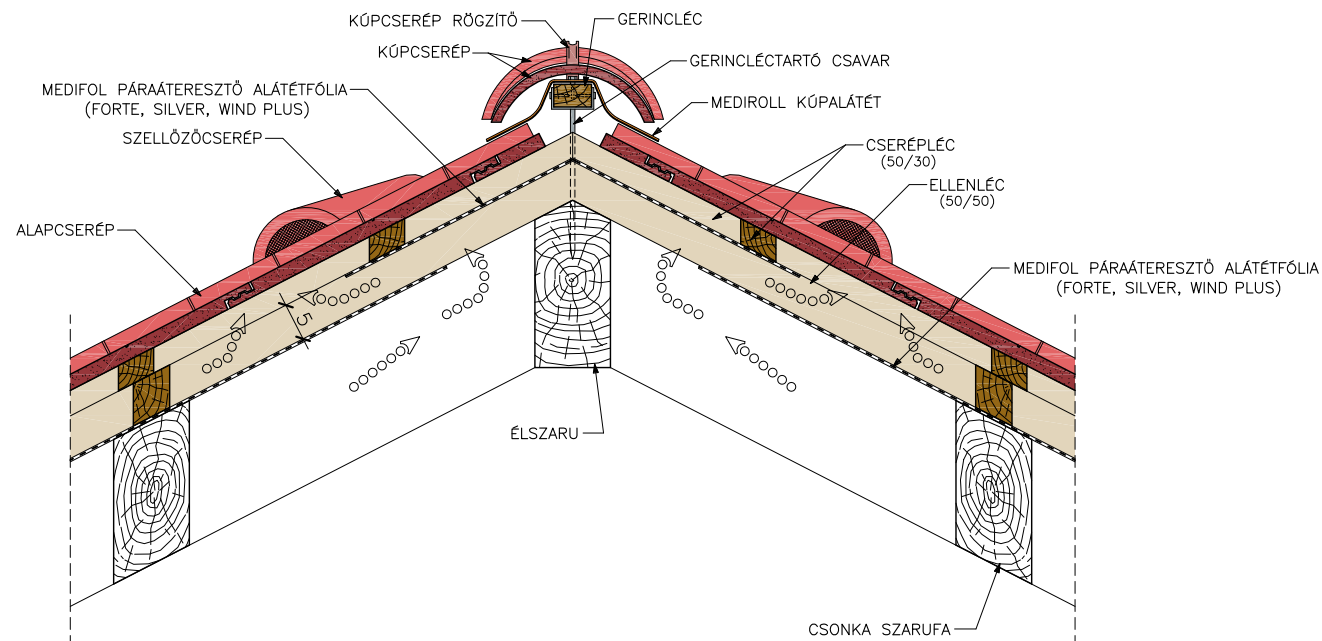 KÚPCSERÉP RÖGZÍTŐ
GERINCLÉC
KÚPCSERÉP
GERINCLÉCTARTÓ CSAVAR
MEDIFOL PÁRAÁTERESZTŐ ALÁTÉTFÓLIA
(FORTE, SILVER, WIND PLUS)
MEDIROLL KÚPALÁTÉT
SZELLŐZŐCSERÉP
CSERÉPLÉC
(50/30)
ELLENLÉC
(50/50)
ALAPCSERÉP
MEDIFOL PÁRAÁTERESZTŐ ALÁTÉTFÓLIA
(FORTE, SILVER, WIND PLUS)
5
ÉLSZARU
CSONKA SZARUFA